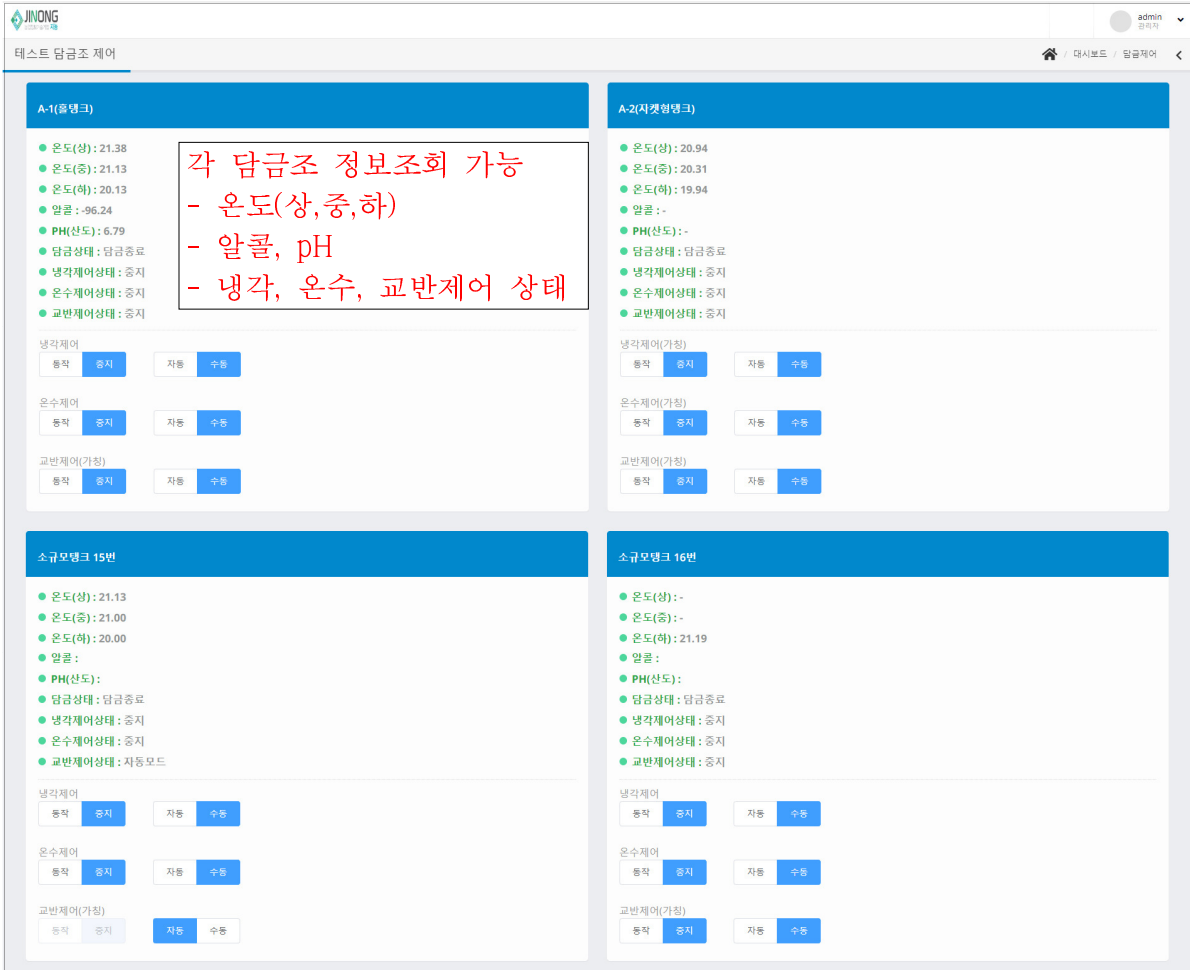 JINONG
admin
관리자
테스트 담금조 제어
/ 대시보드 / 담금제어
A-1(홀탱크)
온도(상) : 21.38
온도(중) : 21.13
온도(하) : 20.13
알콜 : -96.24
PH(산도) : 6.79
담금상태 : 담금종료
냉각제어상태 : 중지
온수제어상태 : 중지
교반제어상태 : 중지
각 담금조 정보조회 가능
- 온도(상,중,하)
- 알콜, pH
- 냉각, 온수, 교반제어 상태
냉각제어
동작 중지 자동 수동
온수제어
동작 중지 자동 수동
교반제어(가칭)
동작 중지 자동 수동
A-2(자켓형탱크)
온도(상) : 20.94
온도(중) : 20.31
온도(하) : 19.94
알콜 : -
PH(산도) : -
담금상태 : 담금종료
냉각제어상태 : 중지
온수제어상태 : 중지
교반제어상태 : 중지
냉각제어(가칭)
동작 중지 자동 수동
온수제어(가칭)
동작 중지 자동 수동
교반제어(가칭)
동작 중지 자동 수동
소규모탱크 15번
온도(상) : 21.13
온도(중) : 21.00
온도(하) : 20.00
알콜 :
PH(산도) :
담금상태 : 담금종료
냉각제어상태 : 중지
온수제어상태 : 중지
교반제어상태 : 자동모드
냉각제어
동작 중지 자동 수동
온수제어
동작 중지 자동 수동
교반제어(가칭)
동작 중지 자동 수동
소규모탱크 16번
온도(상) : -
온도(중) : -
온도(하) : 21.19
알콜 :
PH(산도) :
담금상태 : 담금종료
냉각제어상태 : 중지
온수제어상태 : 중지
교반제어상태 : 중지
냉각제어
동작 중지 자동 수동
온수제어
동작 중지 자동 수동
교반제어(가칭)
동작 중지 자동 수동